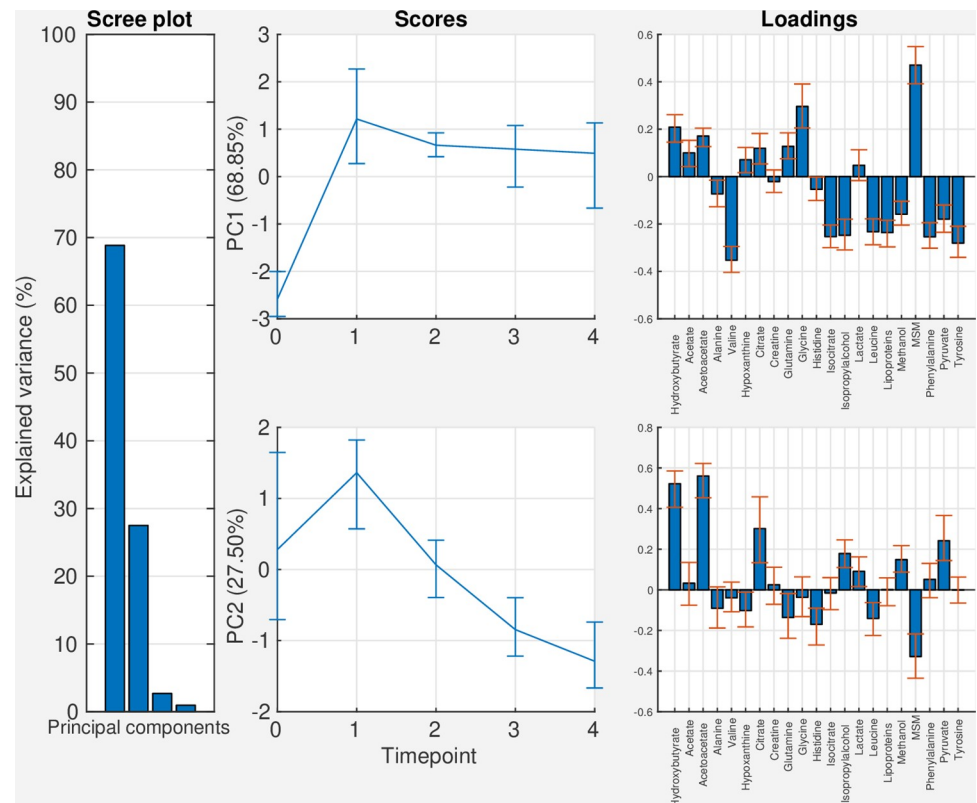 Scree plot
Explained variance (%)
100
90
80
70
60
50
40
30
20
10
0
Principal components
Scores
PC1 (68.85%)
3
2
1
0
-1
-2
-3
0 1 2 3 4
PC2 (27.50%)
2
1
0
-1
-2
0 1 2 3 4
Timepoint
Loadings
0.6
0.4
0.2
0
-0.2
-0.4
-0.6
Hydroxybutyrate
Acetate
Acetoacetate
Alanine
Valine
Hypoxanthine
Citrate
Creatine
Glutamine
Glycine
Histidine
Isocitrate
Isopropylalcohol
Lactate
Leucine
Lipoproteins
Methanol
MSM
Phenylalanine
Pyruvate
Tyrosine
0.8
0.6
0.4
0.2
0
-0.2
-0.4
-0.6
Hydroxybutyrate
Acetate
Acetoacetate
Alanine
Valine
Hypoxanthine
Citrate
Creatine
Glutamine
Glycine
Histidine
Isocitrate
Isopropylalcohol
Lactate
Leucine
Lipoproteins
Methanol
MSM
Phenylalanine
Pyruvate
Tyrosine